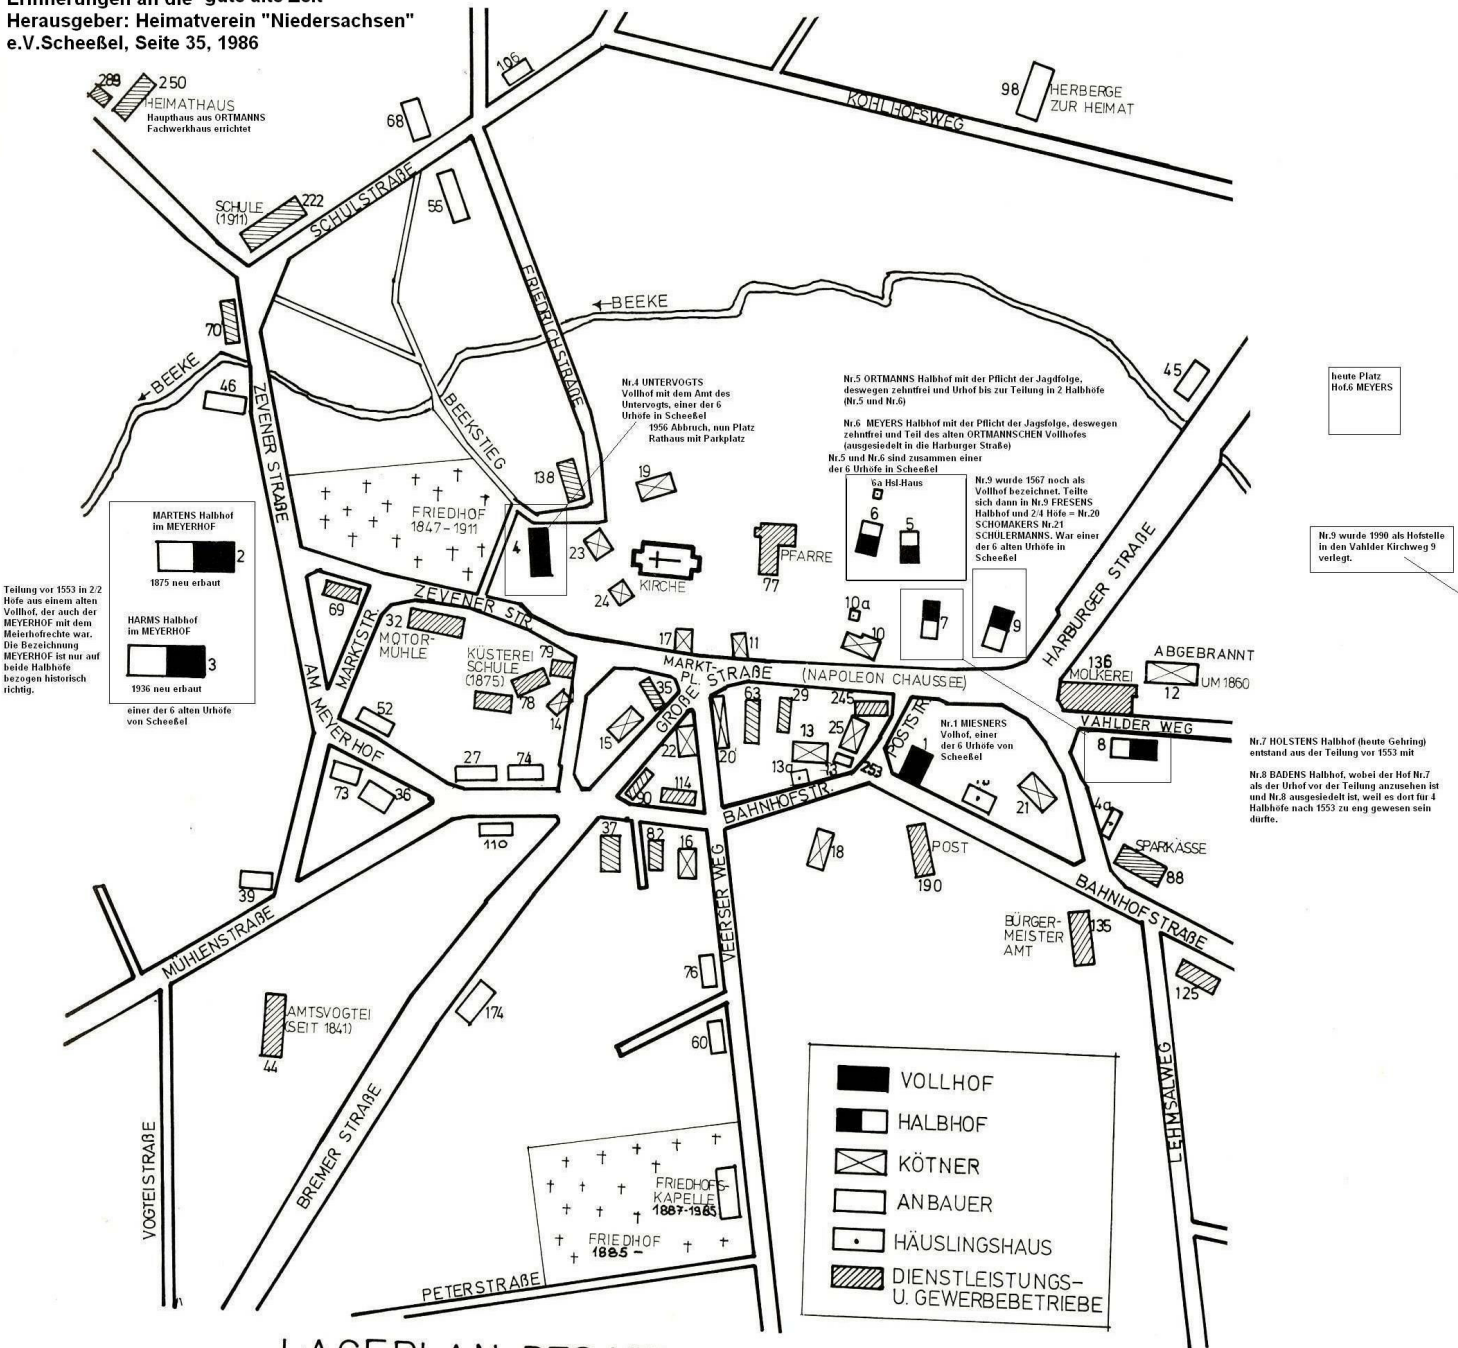 Herausgeber: Heimatverein "Niedersachsen"
e.V.Scheeßel, Seite 35, 1986
289
250
HEIMATHAUS
Haupthaus aus ORTMANNS
Fachwerkhaus errichtet
106
68
98
HERBERGE
ZUR HEIMAT
KOHLHOFSWEG
SCHULE
(1911)
222
SCHULSTRAßE
55
FRIEDRICHSTRAßE
←BEEKE
70
←BEEKE
46
ZEVENER STRAßE
BEEKSTIEG
45
heute Platz
Hof.6 MEYERS
Nr.4 UNTERVOGTS
Vollhof mit dem Amt des
Untervogts, einer der 6
Urhöfe in Scheeßel
1956 Abbruch, nun Platz
Rathaus mit Parkplatz
Nr.5 ORTMANNS Halbhof mit der Pflicht der Jagdfolge,
deswegen zehntfrei und Urhof bis zur Teilung in 2 Halbhöfe
(Nr.5 und Nr.6)
Nr.6 MEYERS Halbhof mit der Pflicht der Jagsfolge, deswegen
zehntfrei und Teil des alten ORTMANNSCHEN Vollhofes
(ausgesiedelt in die Harburger Straße)
Nr.5 und Nr.6 sind zusammen einer
der 6 Urhöfe in Scheeßel
6a Hsl-Haus
6
5
Nr.9 wurde 1567 noch als
Vollhof bezeichnet. Teilte
sich dann in Nr.9 FRESENS
Halbhof und 2/4 Höfe = Nr.20
SCHOMAKERS Nr.21
SCHÜLERMANNS. War einer
der 6 alten Urhöfe in
Scheeßel
Nr.9 wurde 1990 als Hofstelle
in den Vahlder Kirchweg 9
verlegt.
138
19
FRIEDHOF
1847-1911
4
23
KIRCHE
24
PFARRE
77
HARBURGER STRAßE
MARTENS Halbhof
im MEYERHOF
2
1875 neu erbaut
HARMS Halbhof
im MEYERHOF
3
1936 neu erbaut
einer der 6 alten Urhöfe
von Scheeßel
Teilung vor 1553 in 2/2
Höfe aus einem alten
Vollhof, der auch der
MEYERHOF mit dem
Meierhofrechte war.
Die Bezeichnung
MEYERHOF ist nur auf
beide Halbhöfe
bezogen historisch
richtig.
69
ZEVENER STR.
32
MOTOR-
MÜHLE
MARKTSTR.
KÜSTEREI
SCHULE
(1875)
79
78
14
17
11
10a
10
7
9
MARKT-
PL.
GROßE STRAßE (NAPOLEON CHAUSSEE)
136
MOLKEREI
ABGEBRANNT
12
UM 1860
VAHLDER WEG
8
Nr.7 HOLSTENS Halbhof (heute Gehring)
entstand aus der Teilung vor 1553 mit
Nr.8 BADENS Halbhof, wobei der Hof Nr.7
als der Urhof vor der Teilung anzusehen ist
und Nr.8 ausgesiedelt ist, weil es dort für 4
Halbhöfe nach 1553 zu eng gewesen sein
dürfte.
AM MEYERHOF
52
27
74
73
36
15
35
22
20
63
29
245
25
13
13a
253
POSTSTR.
1
Nr.1 MIESNERS
Vollhof, einer
der 6 Urhöfe von
Scheeßel
21
90
114
BAHNHOFSTR.
4a
SPARKASSE
88
110
37
82
16
18
POST
190
39
MÜHLENSTRAßE
VEERSER WEG
BAHNHOFSTRAßE
BÜRGER-
MEISTER
AMT
135
125
76
174
AMTSVOGTEI
(SEIT 1841)
44
60
LEHMSALWEG
VOGTEISTRAßE
BREMER STRAßE
FRIEDHOFS-
KAPELLE
1887-1985
FRIEDHOF
1885 –
PETERSTRAßE
VOLLHOF
HALBHOF
KÖTNER
ANBAUER
HÄUSLINGSHAUS
DIENSTLEISTUNGS-
U. GEWERBEBETRIEBE